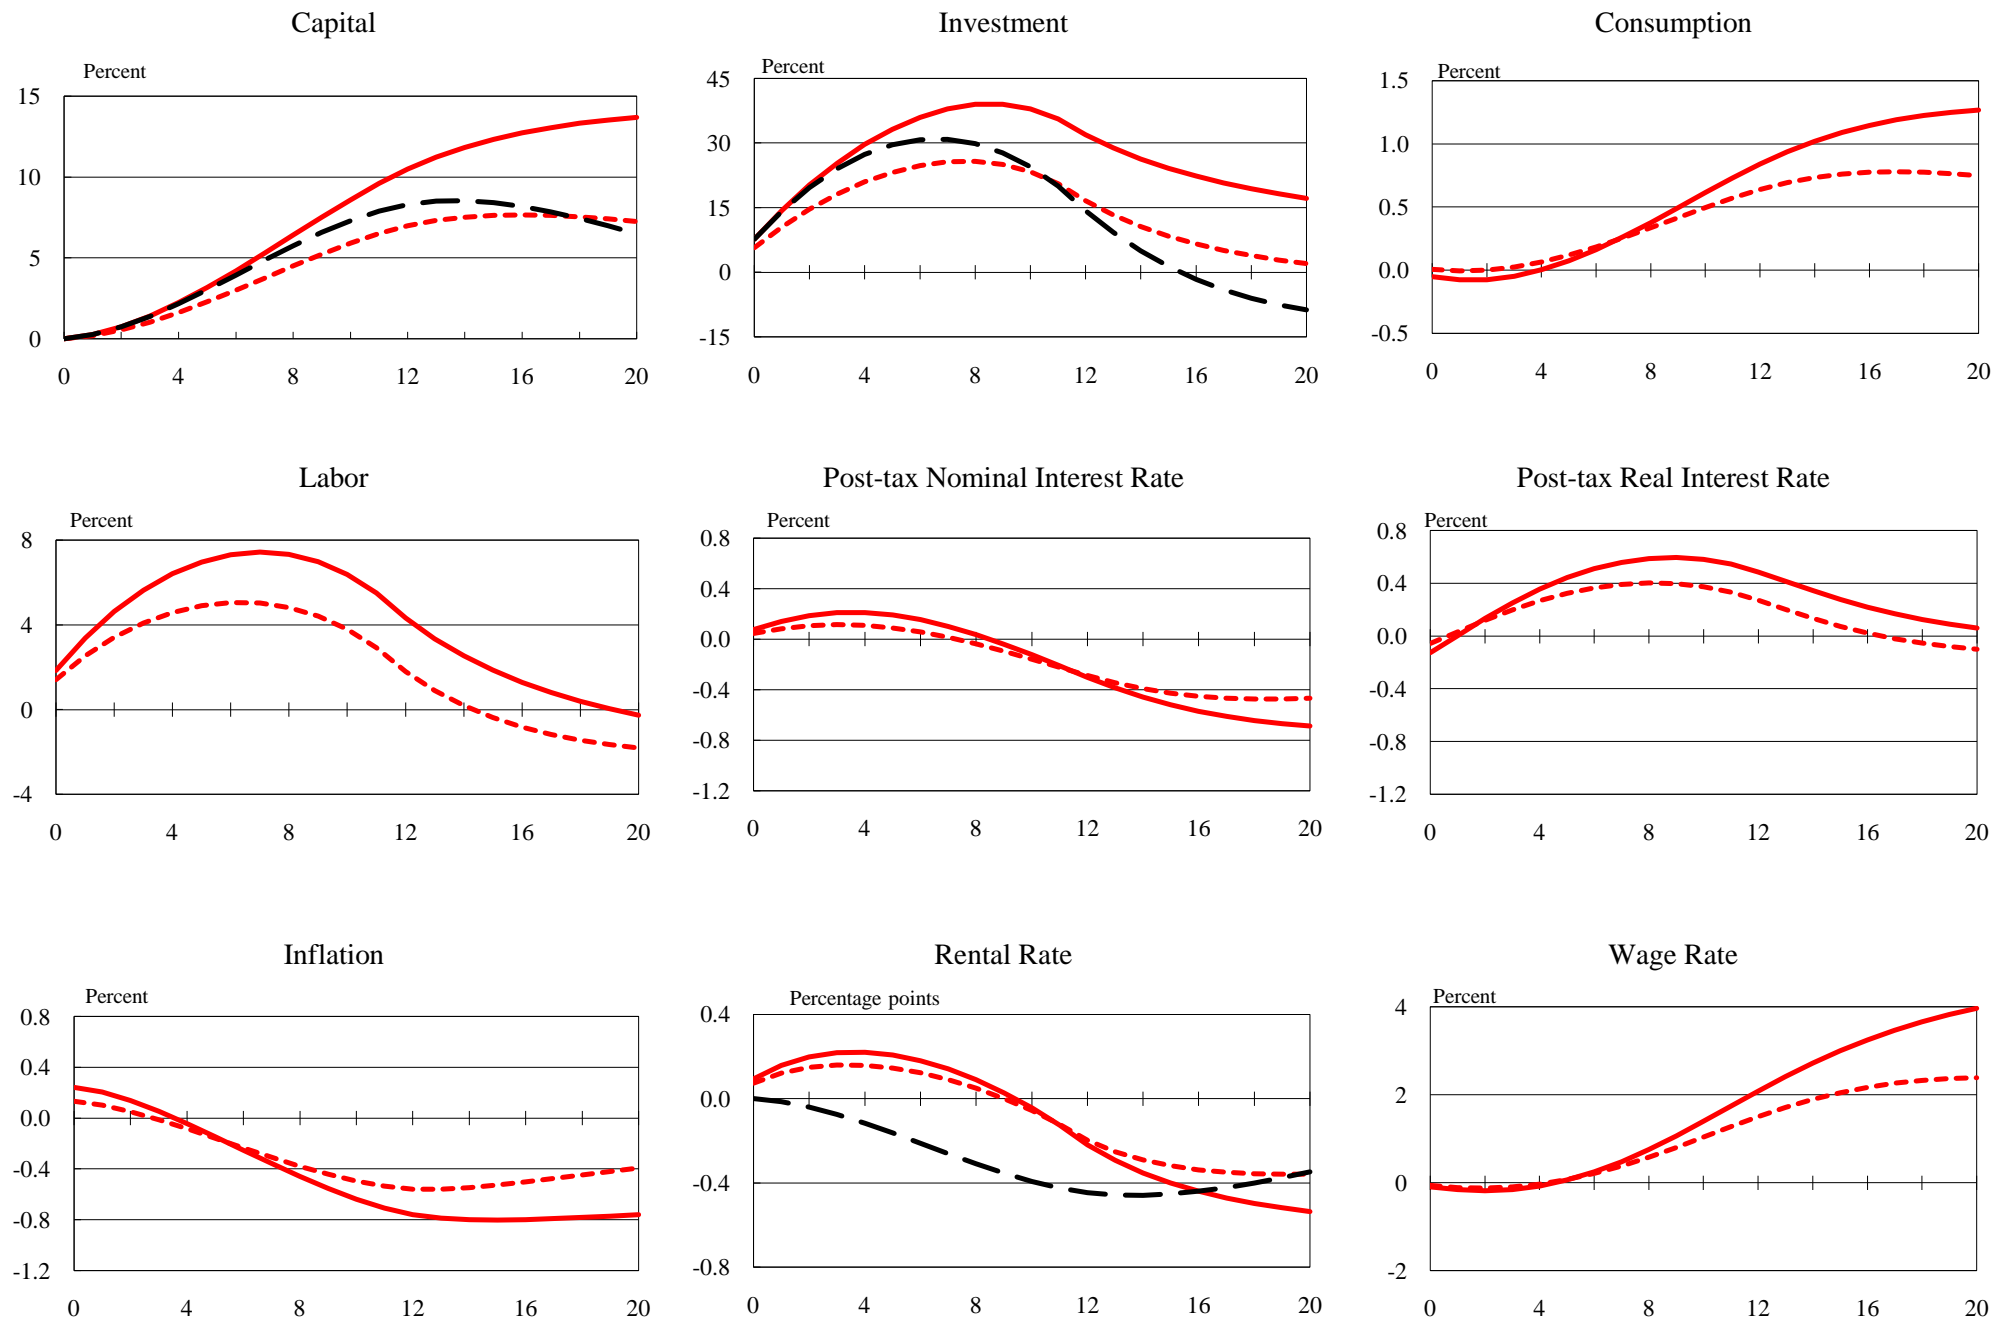 Capital
Percent
15
10
5
0
0 4 8 12 16 20
Investment
Percent
45
30
15
0
-15
0 4 8 12 16 20
Consumption
Percent
1.5
1.0
0.5
0.0
-0.5
0 4 8 12 16 20
Labor
Percent
8
4
0
-4
0 4 8 12 16 20
Post-tax Nominal Interest Rate
Percent
0.8
0.4
0.0
-0.4
-0.8
-1.2
0 4 8 12 16 20
Post-tax Real Interest Rate
Percent
0.8
0.4
0.0
-0.4
-0.8
-1.2
0 4 8 12 16 20
Inflation
Percent
0.8
0.4
0.0
-0.4
-0.8
-1.2
0 4 8 12 16 20
Rental Rate
Percentage points
0.4
0.0
-0.4
-0.8
0 4 8 12 16 20
Wage Rate
Percent
4
2
0
-2
0 4 8 12 16 20